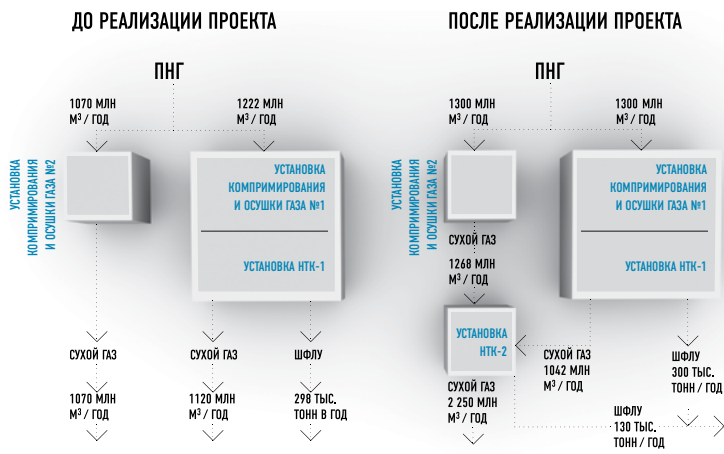 ДО РЕАЛИЗАЦИИ ПРОЕКТА
ПНГ
1070 МЛН
М³ / ГОД
1222 МЛН
М³ / ГОД
УСТАНОВКА
КОМПРИМИРОВАНИЯ
И ОСУШКИ ГАЗА №2
УСТАНОВКА
КОМПРИМИРОВАНИЯ
И ОСУШКИ ГАЗА №1
УСТАНОВКА НТК-1
СУХОЙ ГАЗ
СУХОЙ ГАЗ
ШФЛУ
1070 МЛН
М³ / ГОД
1120 МЛН
М³ / ГОД
298 ТЫС.
ТОНН В ГОД
ПОСЛЕ РЕАЛИЗАЦИИ ПРОЕКТА
ПНГ
1300 МЛН
М³ / ГОД
1300 МЛН
М³ / ГОД
УСТАНОВКА
КОМПРИМИРОВАНИЯ
И ОСУШКИ ГАЗА №2
УСТАНОВКА
КОМПРИМИРОВАНИЯ
И ОСУШКИ ГАЗА №1
УСТАНОВКА НТК-1
СУХОЙ ГАЗ
1268 МЛН
М³ / ГОД
УСТАНОВКА
НТК-2
СУХОЙ ГАЗ
1042 МЛН
М³ / ГОД
ШФЛУ
300 ТЫС.
ТОНН / ГОД
СУХОЙ ГАЗ
2 250 МЛН
М³ / ГОД
ШФЛУ
130 ТЫС.
ТОНН / ГОД